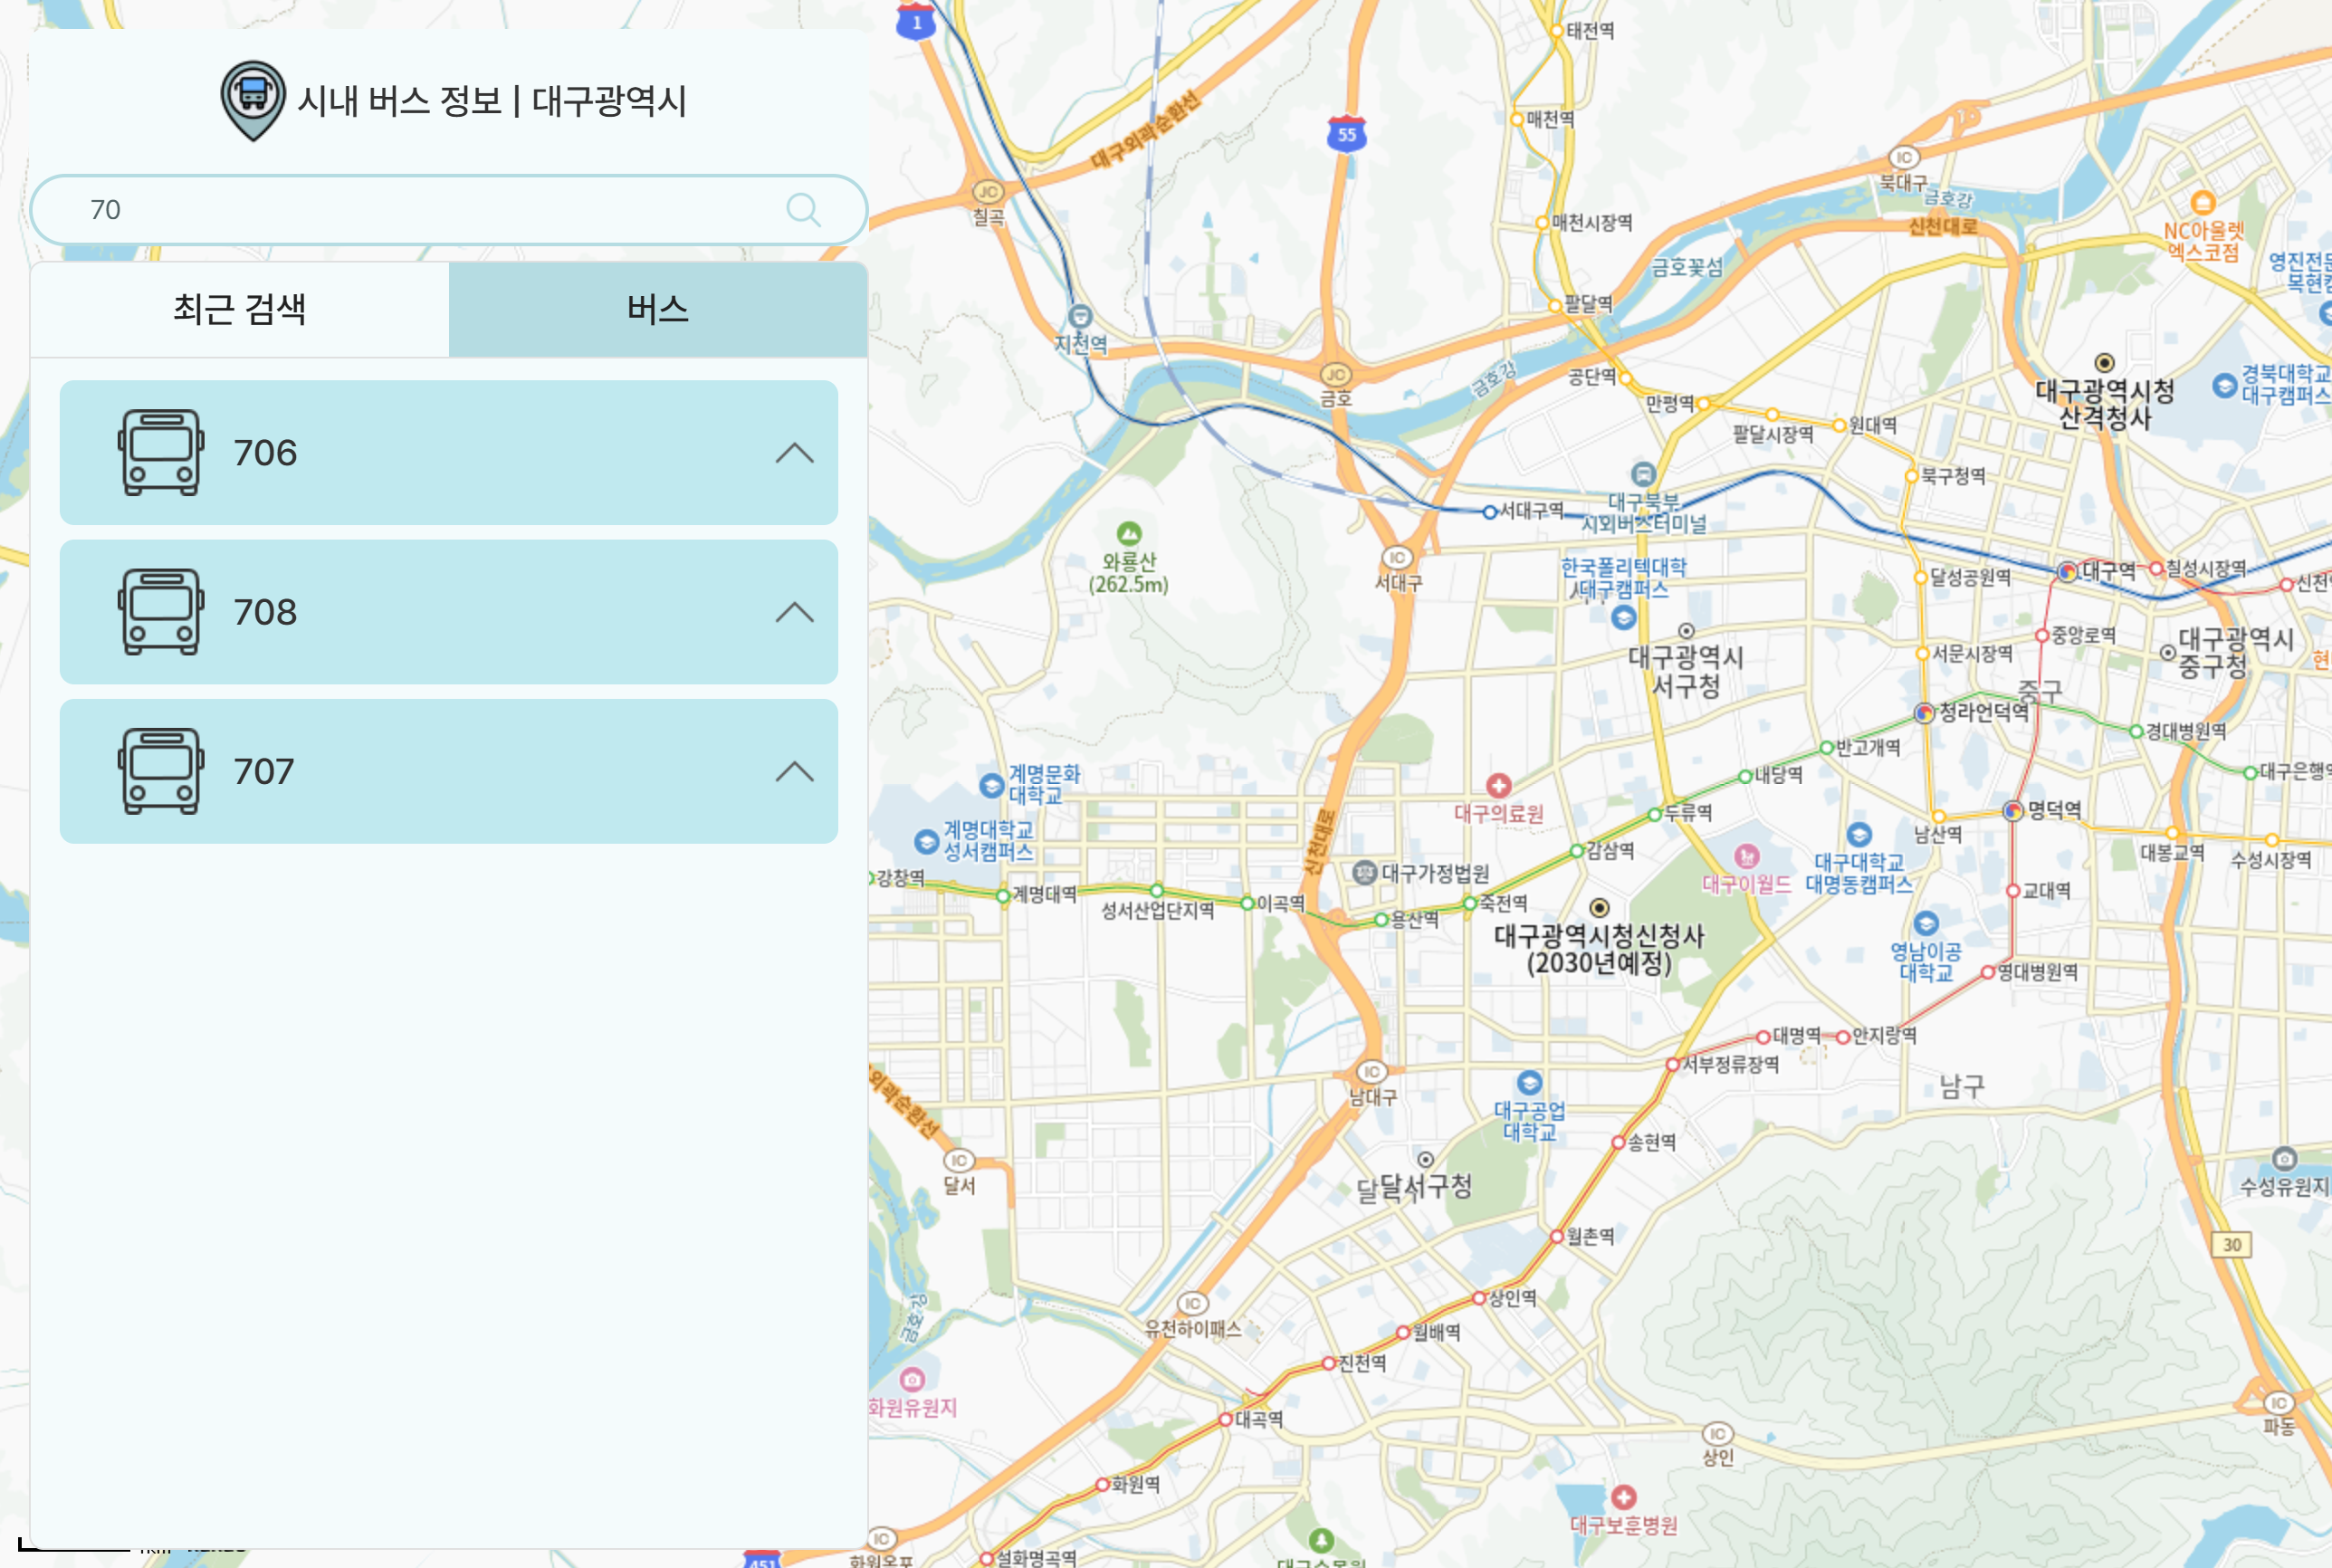 시내 버스 정보 | 대구광역시
70
최근 검색
버스
706
708
707
1
태전역
매천역
55
대구외곽순환선
JC
칠곡
IC
북대구
금호강
신천대로
NC아울렛
엑스코점
매천시장역
금호꽃섬
영진전문
팔달역
지천역
JC
금호
금호강
공단역
만평역
팔달시장역
원대역
대구광역시청
산격청사
경북대학교
대구캠퍼스
북구청역
대구북부
시외버스터미널
서대구역
와룡산
(262.5m)
IC
서대구
한국폴리텍대학
대구캠퍼스
달성공원역
대구역
칠성시장역
신천
중앙로역
대구광역시
중구청
대구광역시
서구청
서문시장역
중구
청라언덕역
경대병원역
반고개역
내당역
대구은행역
계명문화
대학교
대구의료원
두류역
명덕역
계명대학교
성서캠퍼스
신천대로
감삼역
남산역
대봉교역
수성시장역
대구가정법원
대구이월드
대구대학교
대명동캠퍼스
강창역
계명대역
성서산업단지역
이곡역
용산역
죽전역
교대역
대구광역시청신청사
(2030년예정)
영남이공
대학교
영대병원역
대명역
안지랑역
서부정류장역
IC
남대구
외곽순환선
대구공업
대학교
남구
송현역
IC
달서
달서구청
수성유원지
월촌역
30
상인역
IC
유천하이패스
금호강
월배역
진천역
화원유원지
대곡역
IC
상인
IC
파동
화원역
대구보훈병원
IC
화원옥포
451
설화명곡역